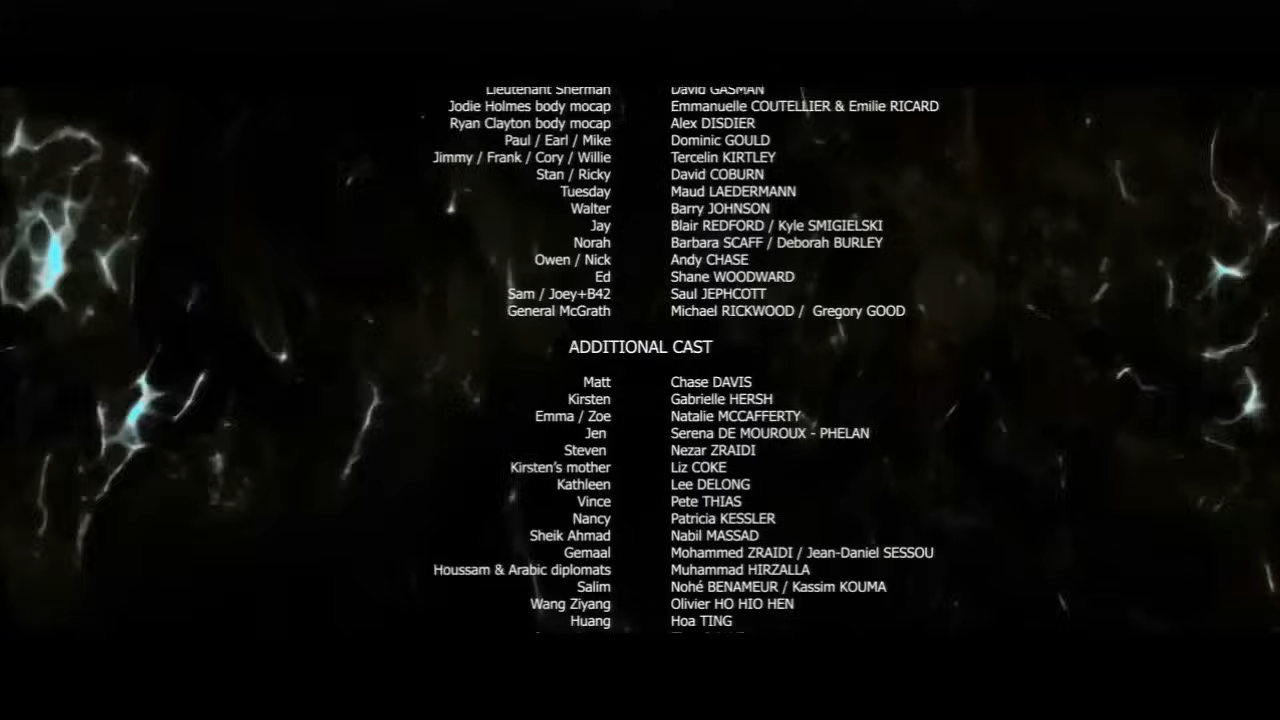 Lieutenant Sherman David GASMAN
Jodie Holmes body mocap Emmanuelle COUTELLIER & Emilie RICARD
Ryan Clayton body mocap Alex DISDIER
Paul / Earl / Mike Dominic GOULD
Jimmy / Frank / Cory / Willie Tercelin KIRTLEY
Stan / Ricky David COBURN
Tuesday Maud LAEDERMANN
Walter Barry JOHNSON
Jay Blair REDFORD / Kyle SMIGIELSKI
Norah Barbara SCAFF / Deborah BURLEY
Owen / Nick Andy CHASE
Ed Shane WOODWARD
Sam / Joey+B42 Saul JEPHCOTT
General McGrath Michael RICKWOOD / Gregory GOOD
ADDITIONAL CAST
Matt Chase DAVIS
Kirsten Gabrielle HERSH
Emma / Zoe Natalie MCCAFFERTY
Jen Serena DE MOUROUX - PHELAN
Steven Nezar ZRAIDI
Kirsten's mother Liz COKE
Kathleen Lee DELONG
Vince Pete THIAS
Nancy Patricia KESSLER
Sheik Ahmad Nabil MASSAD
Gemaal Mohammed ZRAIDI / Jean-Daniel SESSOU
Houssam & Arabic diplomats Muhammad HIRZALLA
Salim Nohé BENAMEUR / Kassim KOUMA
Wang Ziyang Olivier HO HIO HEN
Huang Hoa TING